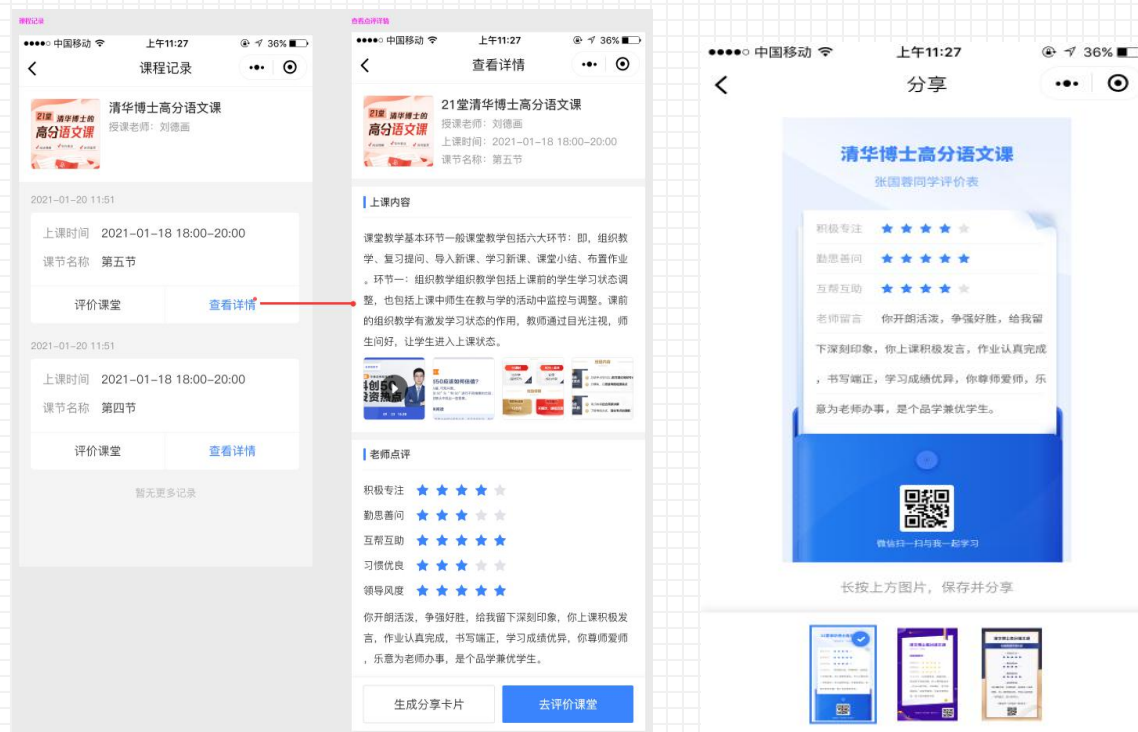 课程记录
中国移动 上午11:27 36%
课程记录
21堂 清华博士的
高分语文课
清华博士高分语文课
授课老师：刘德画
2021-01-20 11:51
上课时间 2021-01-18 18:00-20:00
课节名称 第五节
评价课堂 查看详情
2021-01-20 11:51
上课时间 2021-01-18 18:00-20:00
课节名称 第四节
评价课堂 查看详情
暂无更多记录
查看点评详情
中国移动 上午11:27 36%
查看详情
21堂 清华博士的
高分语文课
21堂清华博士高分语文课
授课老师：刘德画
上课时间：2021-01-18 18:00-20:00
课节名称：第五节
上课内容
课堂教学基本环节一般课堂教学包括六大环节：即，组织教
学、复习提问、导入新课、学习新课、课堂小结、布置作业
。环节一：组织教学组织教学包括上课前的学生学习状态调
整，也包括上课中师生在教与学的活动中监控与调整。课前
的组织教学有激发学习状态的作用，教师通过目光注视，师
生问好，让学生进入上课状态。
老师点评
积极专注
勤思善问
互帮互助
习惯优良
领导风度
你开朗活泼，争强好胜，给我留下深刻印象，你上课积极发
言，作业认真完成，书写端正，学习成绩优异，你尊师爱师
，乐意为老师办事，是个品学兼优学生。
生成分享卡片 去评价课堂
中国移动 上午11:27 36%
分享
清华博士高分语文课
张国蓉同学评价表
积极专注
勤思善问
互帮互助
老师留言 你开朗活泼，争强好胜，给我留
下深刻印象，你上课积极发言，作业认真完成
，书写端正，学习成绩优异，你尊师爱师，乐
意为老师办事，是个品学兼优学生。
微信扫一扫与我一起学习
长按上方图片，保存并分享